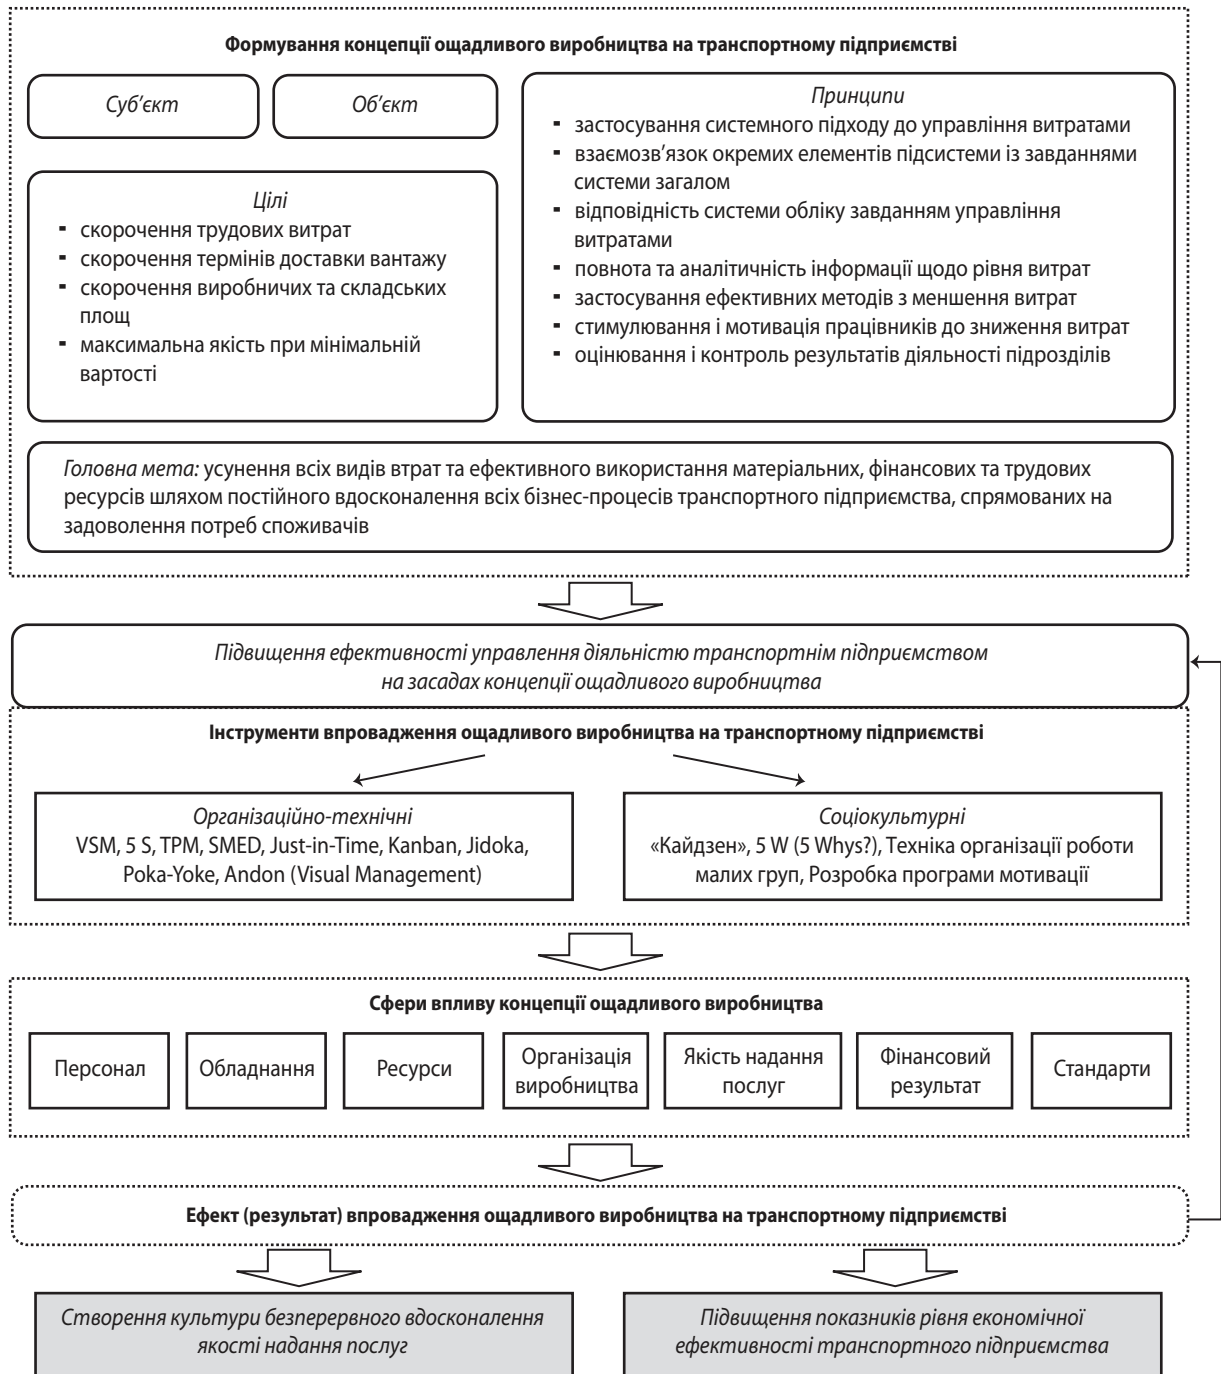 Формування концепції ощадливого виробництва на транспортному підприємстві
Суб’єкт
Об’єкт
Цілі
- скорочення трудових витрат
- скорочення термінів доставки вантажу
- скорочення виробничих та складських
площ
- максимальна якість при мінімальній
вартості
Принципи
- застосування системного підходу до управління витратами
- взаємозв’язок окремих елементів підсистеми із завданнями
системи загалом
- відповідність системи обліку завданням управління
витратами
- повнота та аналітичність інформації щодо рівня витрат
- застосування ефективних методів з меншення витрат
- стимулювання і мотивація працівників до зниження витрат
- оцінювання і контроль результатів діяльності підрозділів
Головна мета: усунення всіх видів втрат та ефективного використання матеріальних, фінансових та трудових
ресурсів шляхом постійного вдосконалення всіх бізнес-процесів транспортного підприємства, спрямованих на
задоволення потреб споживачів
Підвищення ефективності управління діяльністю транспортнім підприємством
на засадах концепції ощадливого виробництва
Інструменти впровадження ощадливого виробництва на транспортному підприємстві
Організаційно-технічні
VSM, 5 S, TPM, SMED, Just-in-Time, Kanban, Jidoka,
Poka-Yoke, Andon (Visual Management)
Соціокультурні
«Кайдзен», 5 W (5 Whys?), Техніка організації роботи
малих груп, Розробка програми мотивації
Сфери впливу концепції ощадливого виробництва
Персонал
Обладнання
Ресурси
Організація
виробництва
Якість надання
послуг
Фінансовий
результат
Стандарти
Ефект (результат) впровадження ощадливого виробництва на транспортному підприємстві
Створення культури безперервного вдосконалення
якості надання послуг
Підвищення показників рівня економічної
ефективності транспортного підприємства